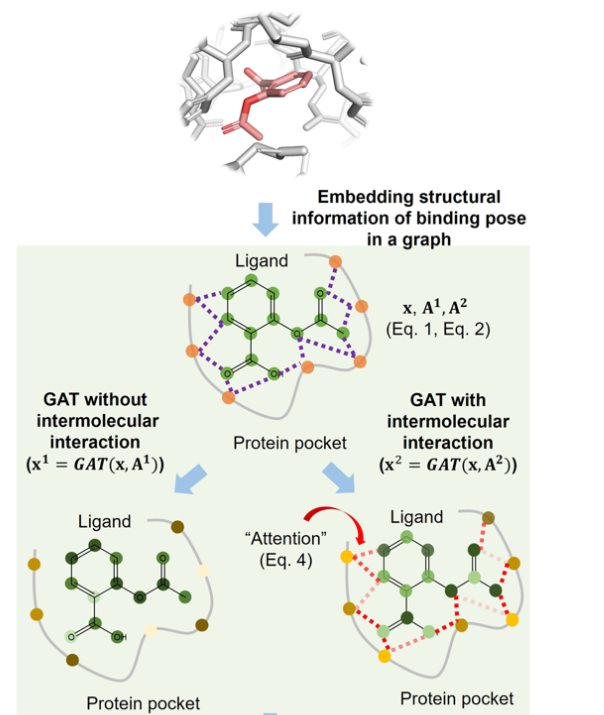 Embedding structural
information of binding pose
in a graph
Ligand
x, A¹, A²
(Eq. 1, Eq. 2)
O
O
O
O
Protein pocket
GAT without
intermolecular
interaction
(x¹ = GAT(x, A¹))
GAT with
intermolecular
interaction
(x² = GAT(x, A²))
Ligand
"Attention"
(Eq. 4)
Ligand
O
O
O
OH
Protein pocket
Protein pocket